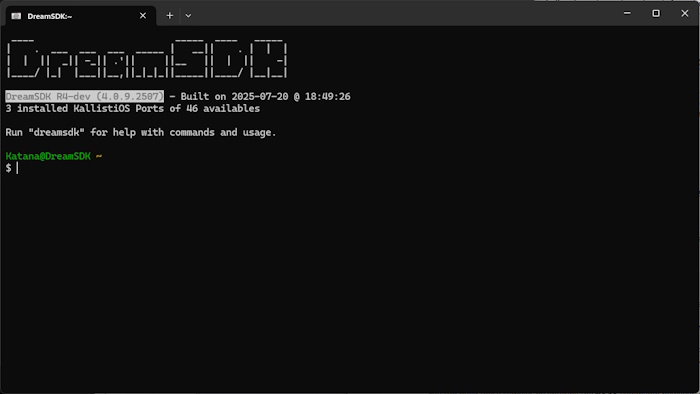 DreamSDK:~
DreamSDK
DreamSDK R4-dev (4.0.9.2507) - Built on 2025-07-20 @ 18:49:26
3 installed KallistiOS Ports of 46 availables
Run "dreamsdk" for help with commands and usage.
Katana@DreamSDK ~
$